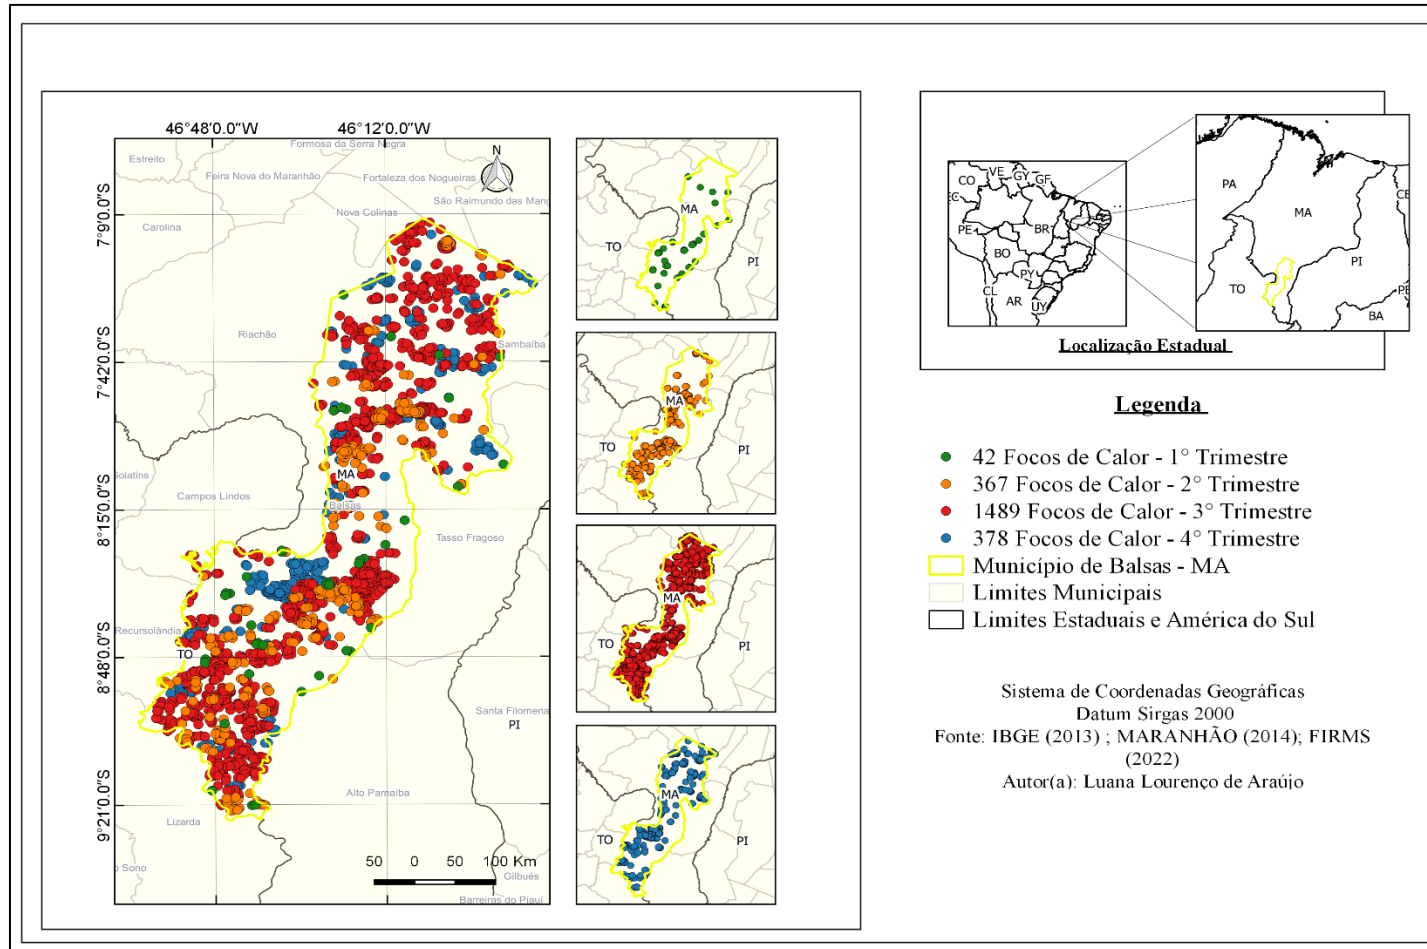 46°48'0.0"W
46°12'0.0"W
7°9'0.0"S
7°42'0.0"S
8°15'0.0"S
8°48'0.0"S
9°21'0.0"S
N
Formosa da Serra Negra
Estreito
Feira Nova do Maranhão
Fortaleza dos Nogueiras
São Raimundo das Mang
Nova Colinas
Carolina
Riachão
Sambaíba
MA
Goiatins
Campos Lindos
Balsas
Tasso Fragoso
Recursolândia
TO
Santa Filomena
PI
Alto Parnaíba
Lizarda
o Sono
Gilbués
Barreiras do Piauí
50 0 50 100 Km
MA
TO
PI
MA
TO
PI
MA
TO
PI
MA
TO
PI
CO
VE
GY
GF
EC
PE
BR
BO
PY
CL
AR
UY
PA
MA
CE
TO
PI
PE
BA
Localização Estadual
Legenda
42 Focos de Calor - 1° Trimestre
367 Focos de Calor - 2° Trimestre
1489 Focos de Calor - 3° Trimestre
378 Focos de Calor - 4° Trimestre
Município de Balsas - MA
Limites Municipais
Limites Estaduais e América do Sul
Sistema de Coordenadas Geográficas
Datum Sirgas 2000
Fonte: IBGE (2013) ; MARANHÃO (2014); FIRMS
(2022)
Autor(a): Luana Lourenço de Araújo